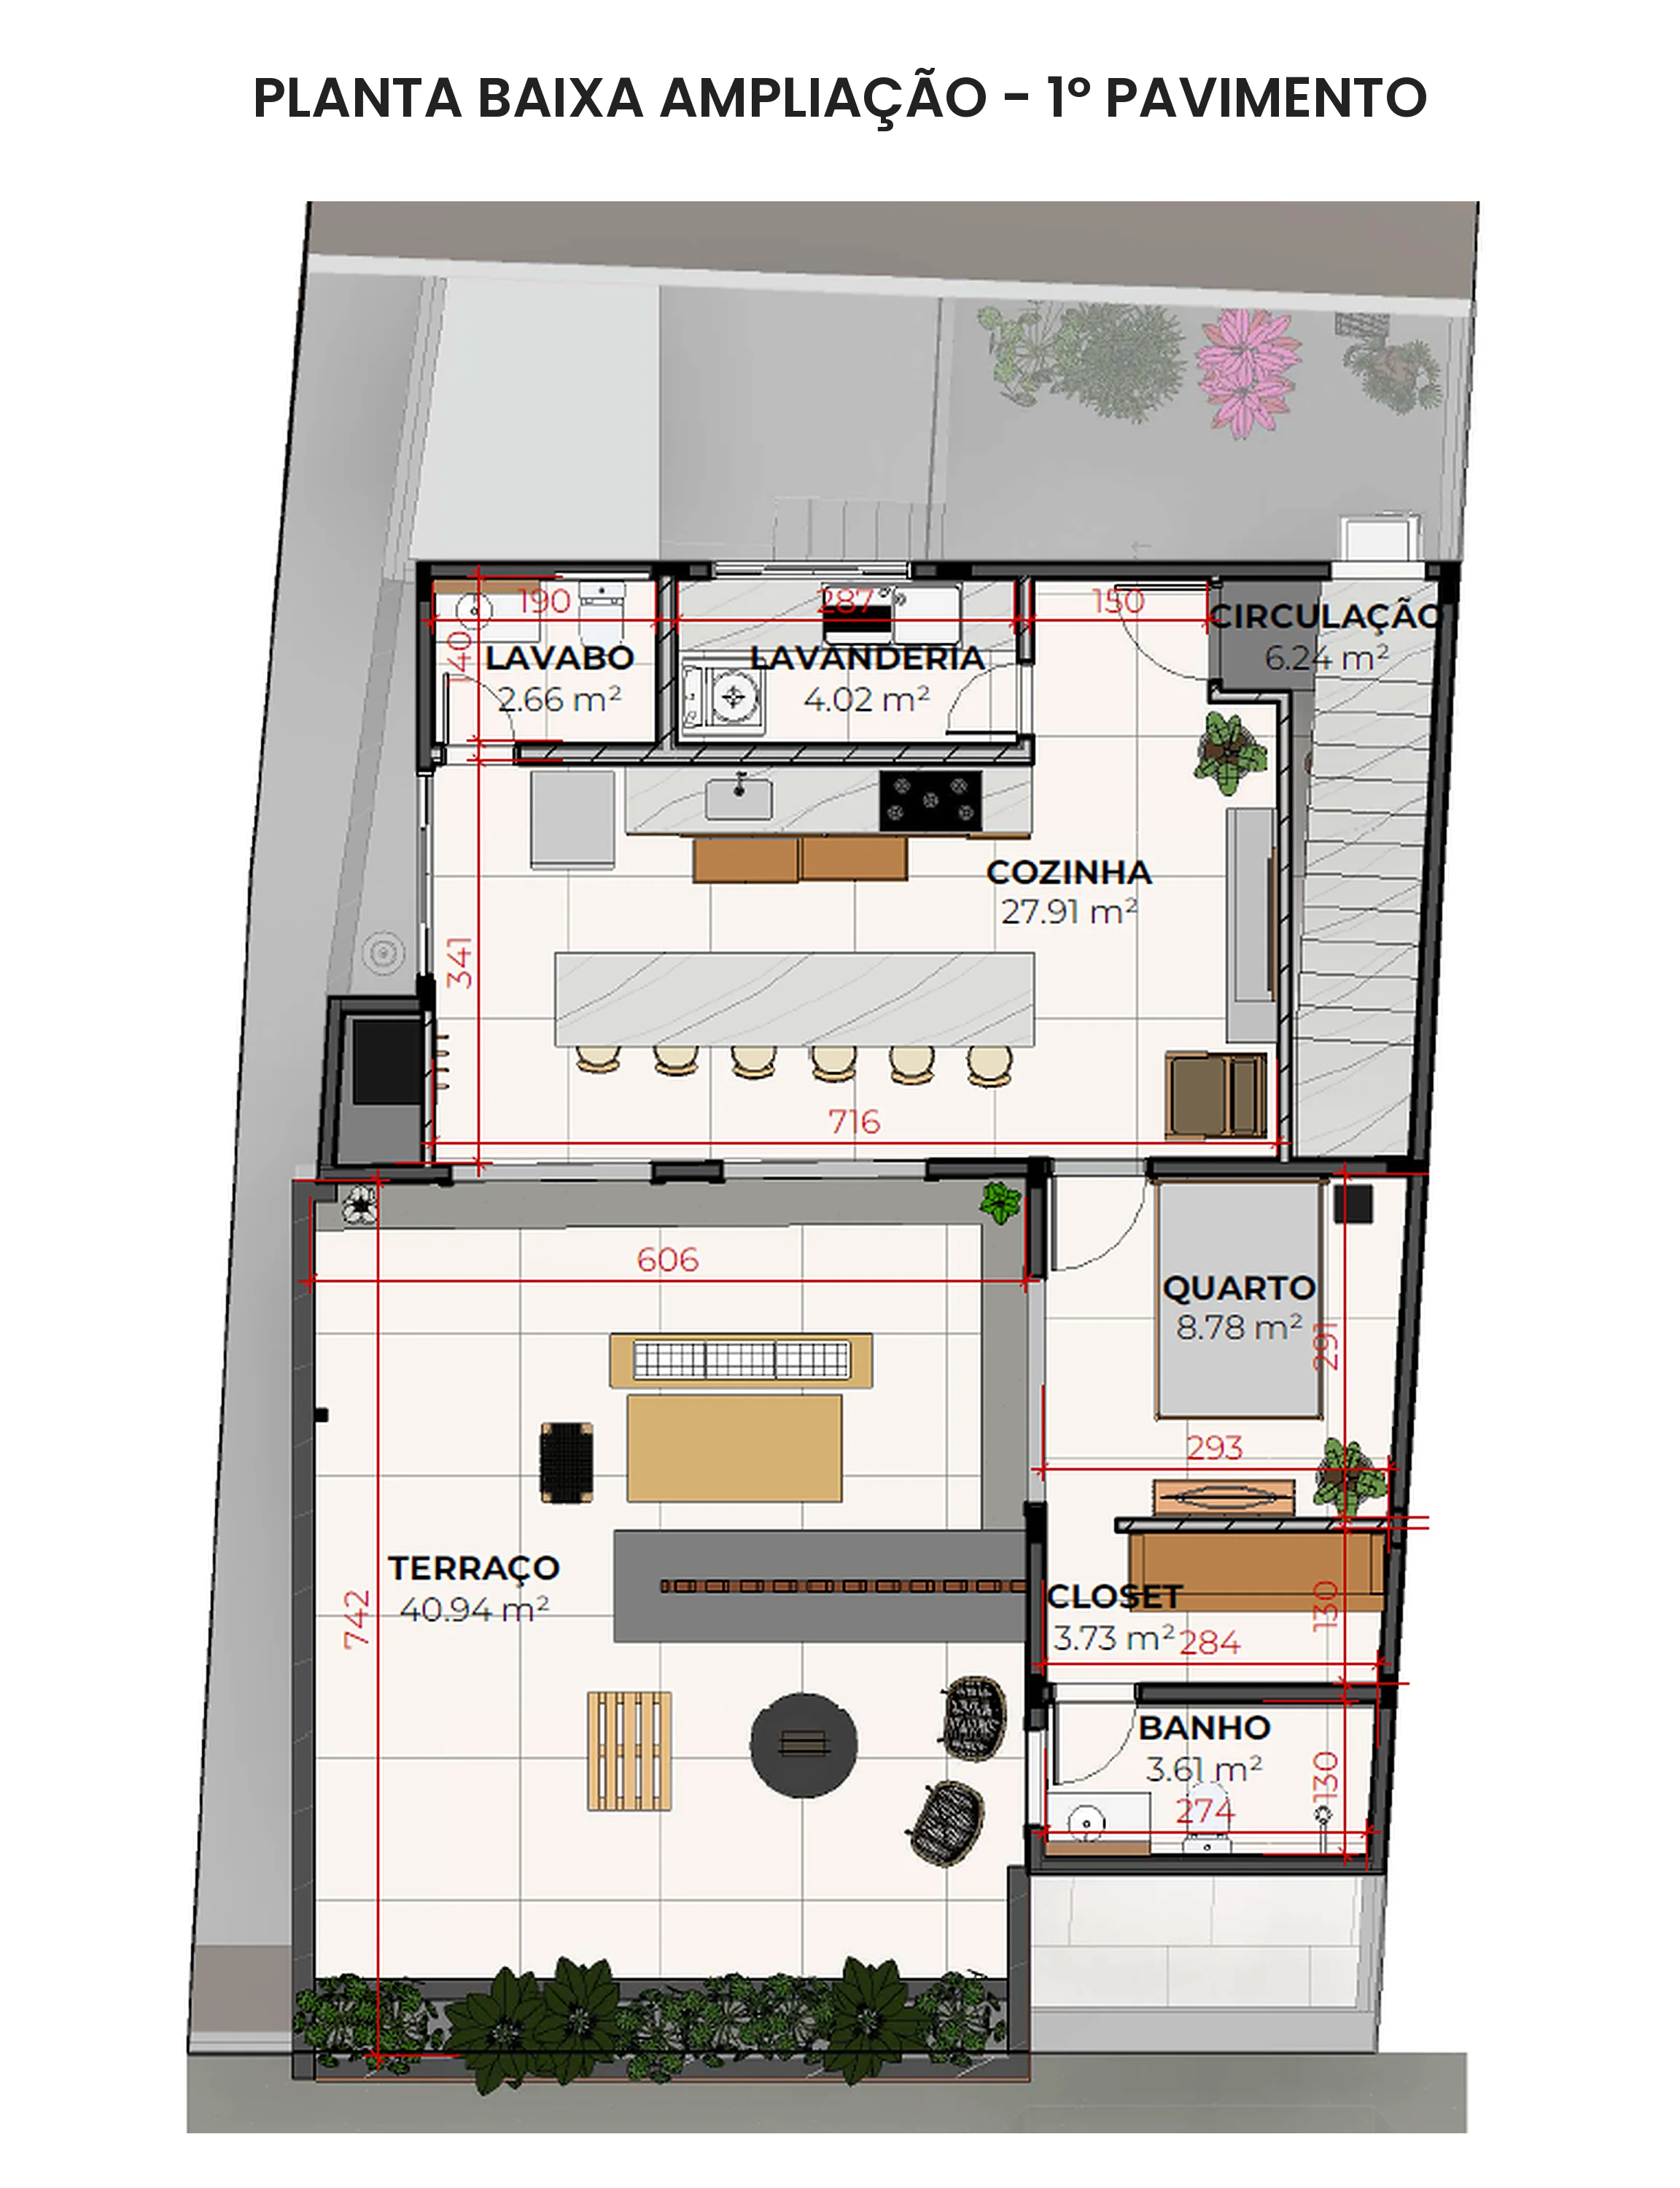 PLANTA BAIXA AMPLIAÇÃO - 1º PAVIMENTO
190
287
150
CIRCULAÇÃO
6.24 m²
140
LAVABO
2.66 m²
LAVANDERIA
4.02 m²
COZINHA
27.91 m²
341
716
606
QUARTO
8.78 m²
291
293
TERRAÇO
40.94 m²
742
CLOSET
3.73 m²
284
130
BANHO
3.61 m²
130
274